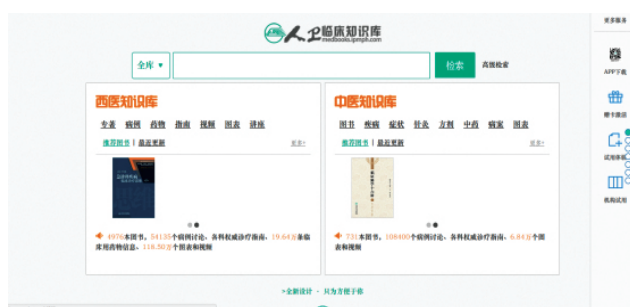 人卫临床知识库
medbooks.ipmph.com
全库 ▼
检索
高级检索
西医知识库
专著 病例 药物 指南 视频 图表 讲座
推荐图书 | 最近更新
更多+
4976本图书、54135个病例讨论、各科权威诊疗指南、19.64万条临
床用药物信息、118.50万个图表和视频
中医知识库
图书 疾病 症状 针灸 方剂 中药 病案 图表
推荐图书 | 最近更新
更多+
731本图书、108400个病例讨论、各科权威诊疗指南、6.84万个图
表和视频
>全新设计 - 只为方便于你
更多服务
APP下载
赠卡激活
试用体验
机构试用